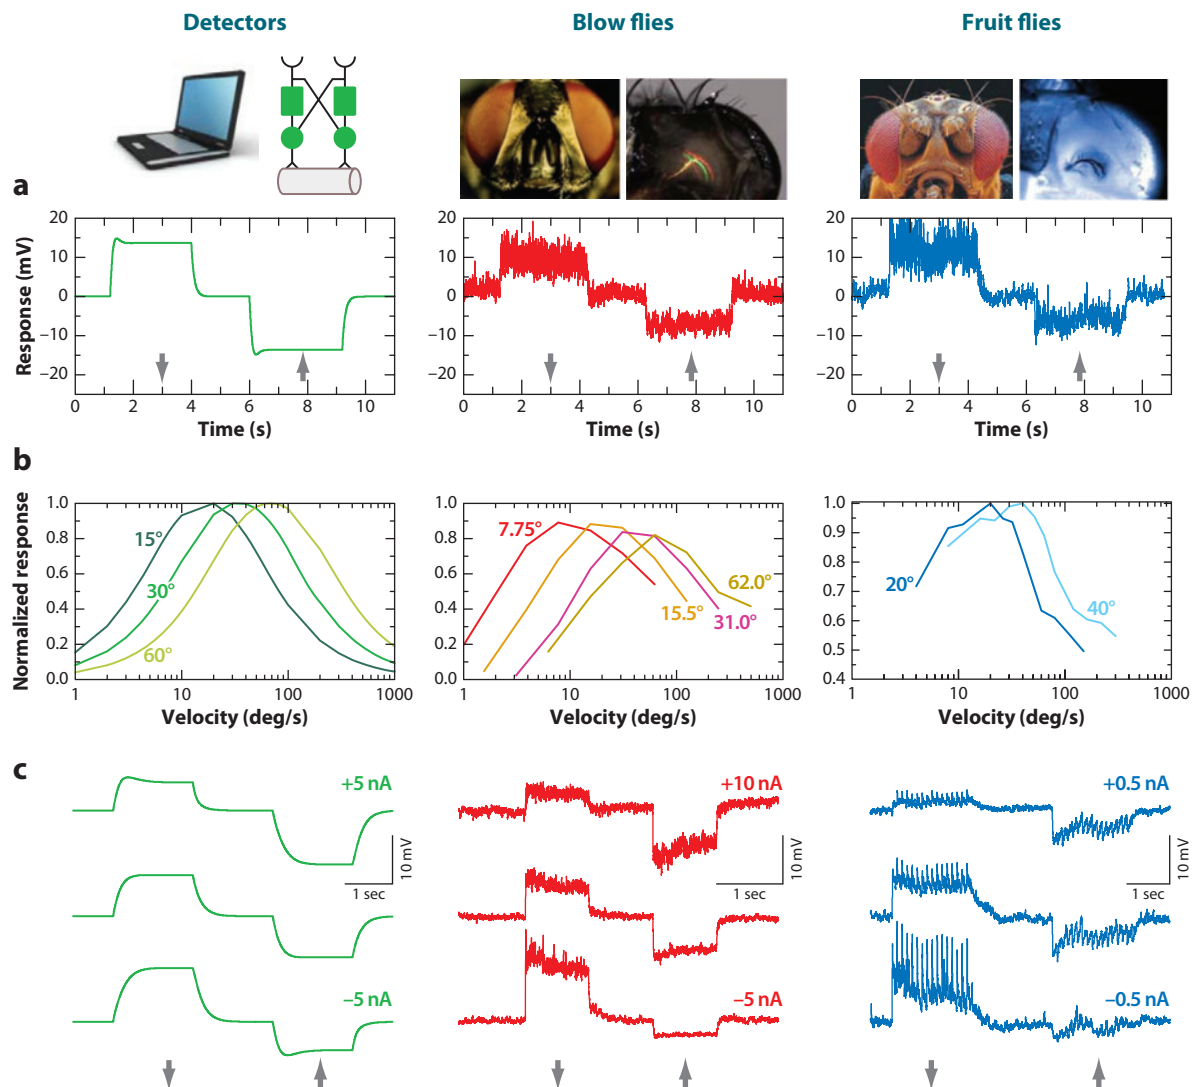 Detectors
Blow flies
Fruit flies
a
Response (mV)
20
10
0
−10
−20
0 2 4 6 8 10
Time (s)
20
10
0
−10
−20
0 2 4 6 8 10
Time (s)
20
10
0
−10
−20
0 2 4 6 8 10
Time (s)
b
Normalized response
1.0
0.8
0.6
0.4
0.2
0.0
15°
30°
60°
1 10 100 1000
Velocity (deg/s)
1.0
0.8
0.6
0.4
0.2
0.0
7.75°
15.5°
31.0°
62.0°
1 10 100 1000
Velocity (deg/s)
1.0
0.9
0.8
0.7
0.6
0.5
0.4
20°
40°
1 10 100 1000
Velocity (deg/s)
c
+5 nA
10 mV
1 sec
−5 nA
+10 nA
10 mV
1 sec
−5 nA
+0.5 nA
10 mV
1 sec
−0.5 nA